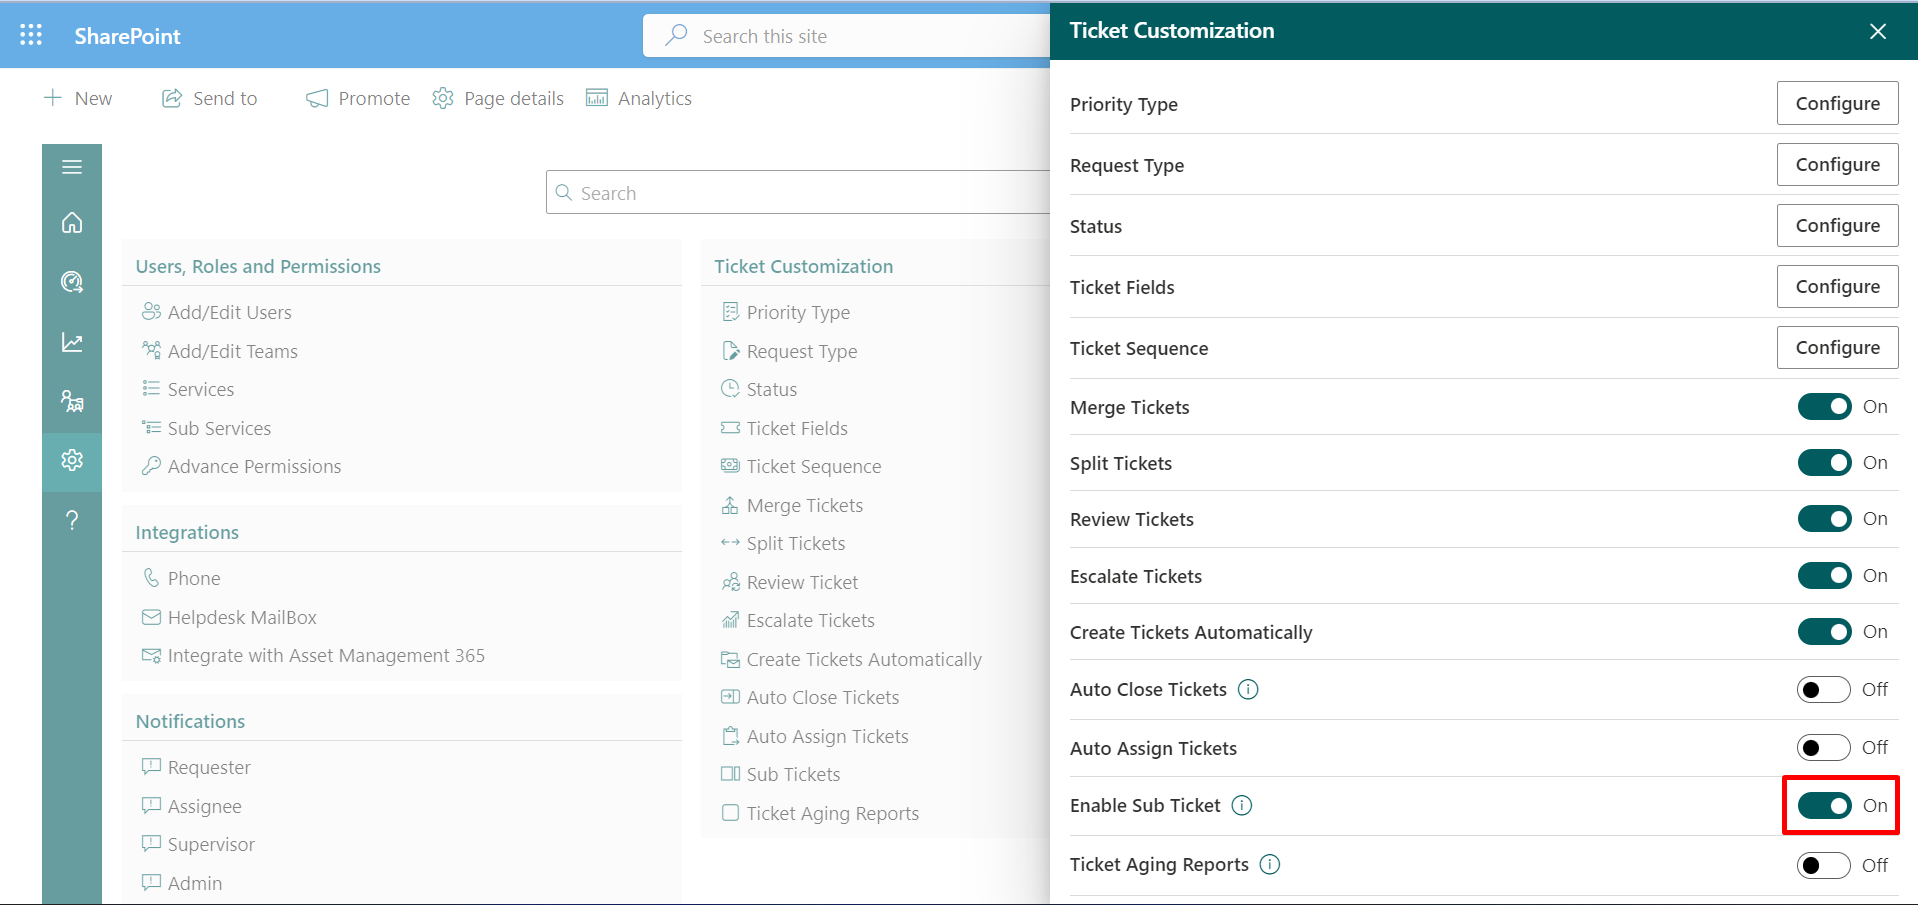 SharePoint
Search this site
New
Send to
Promote
Page details
Analytics
Search
Users, Roles and Permissions
Add/Edit Users
Add/Edit Teams
Services
Sub Services
Advance Permissions
Integrations
Phone
Helpdesk MailBox
Integrate with Asset Management 365
Notifications
Requester
Assignee
Supervisor
Admin
Ticket Customization
Priority Type
Request Type
Status
Ticket Fields
Ticket Sequence
Merge Tickets
Split Tickets
Review Ticket
Escalate Tickets
Create Tickets Automatically
Auto Close Tickets
Auto Assign Tickets
Sub Tickets
Ticket Aging Reports
Ticket Customization
Priority Type Configure
Request Type Configure
Status Configure
Ticket Fields Configure
Ticket Sequence Configure
Merge Tickets On
Split Tickets On
Review Tickets On
Escalate Tickets On
Create Tickets Automatically On
Auto Close Tickets Off
Auto Assign Tickets Off
Enable Sub Ticket On
Ticket Aging Reports Off